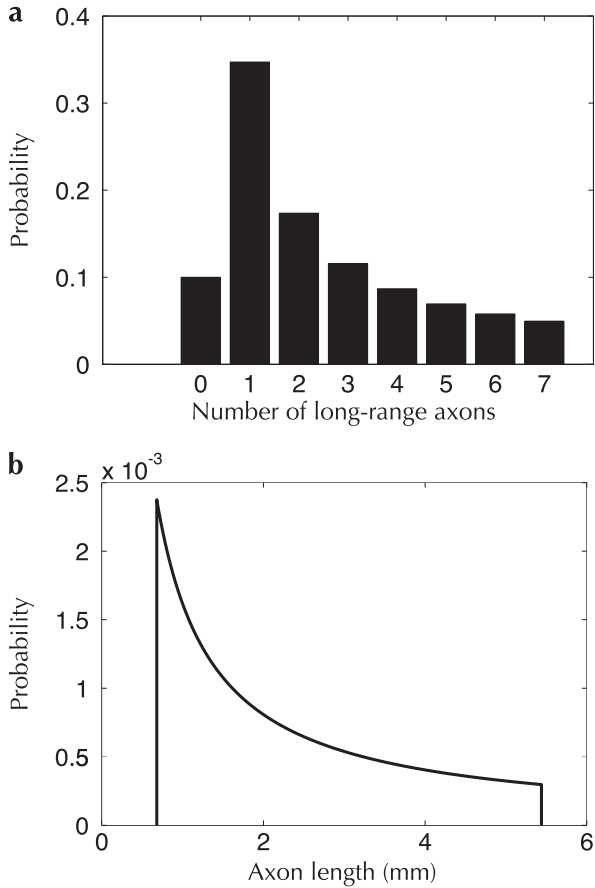 a
0.4
0.3
0.2
0.1
0
Probability
0 1 2 3 4 5 6 7
Number of long-range axons
b
x 10-3
2.5
2
1.5
1
0.5
0
Probability
0 2 4 6
Axon length (mm)